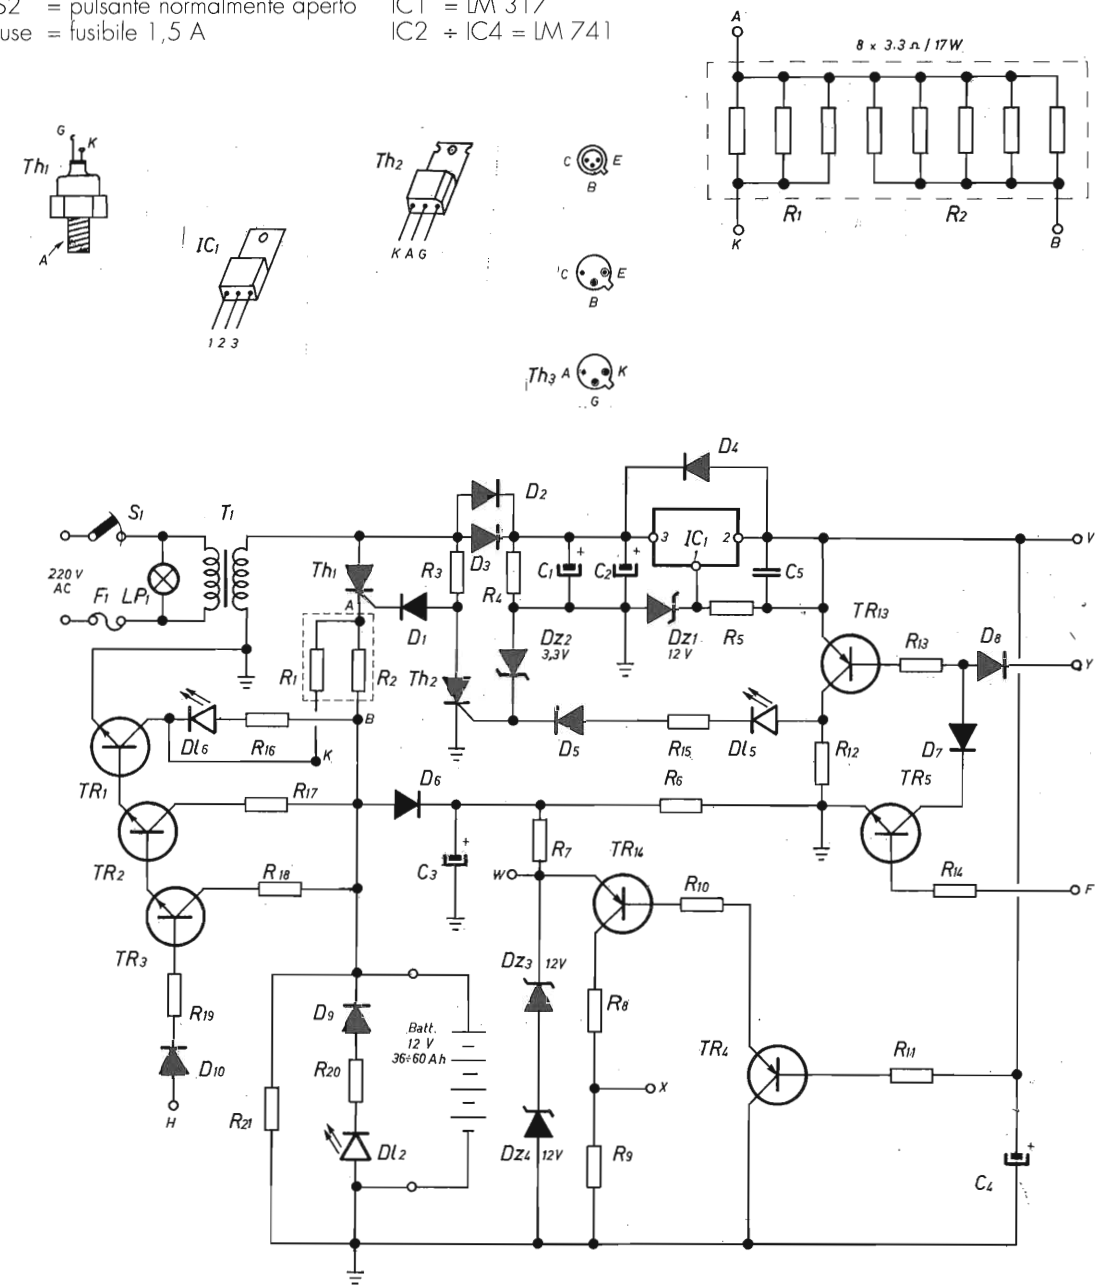 S2 = pulsante normalmente aperto IC1 = LM 317
use = fusibile 1,5 A IC2 ÷ IC4 = LM 741
A
8 x 3.3 Ω / 17W
R1 R2
K B
G K
Th1
A
IC1
1 2 3
Th2
K A G
C E
B
C E
B
Th3 A K
G
D4
D2
S1 T1
3 IC1 2
1
V
220 V
AC
F1 LP1
Th1
R3 D3
R4
C1 + C2 +
C5
A
D1
Dz2
3,3V
Dz1
12 V
R5
TR13
R13 D8
Y
R1 R2
Th2
B
Dl6 R16
K
D5 R15 Dl5
R12
D7
TR1
R17
D6
R6
TR5
TR2
R18
C3 +
R7
W
TR14
R10
R14
F
TR3
R19
D10
H
D9
Batt.
12 V
36÷60 Ah
R20
R21
Dl2
Dz3 12V
R8
X
Dz4 12V
R9
TR4
R11
C4 +